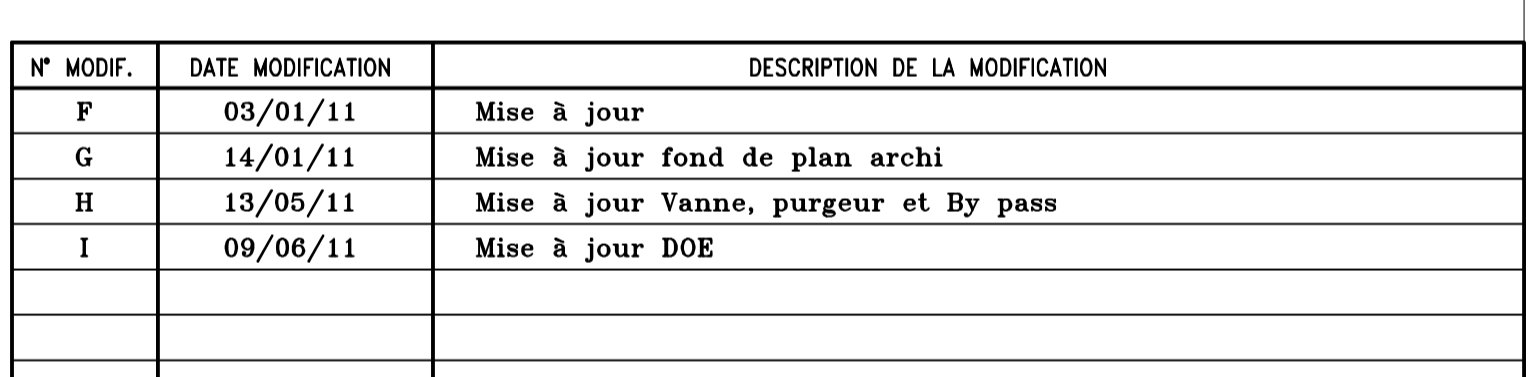 N° MODIF. DATE MODIFICATION DESCRIPTION DE LA MODIFICATION
F 03/01/11 Mise à jour
G 14/01/11 Mise à jour fond de plan archi
H 13/05/11 Mise à jour Vanne, purgeur et By pass
I 09/06/11 Mise à jour DOE